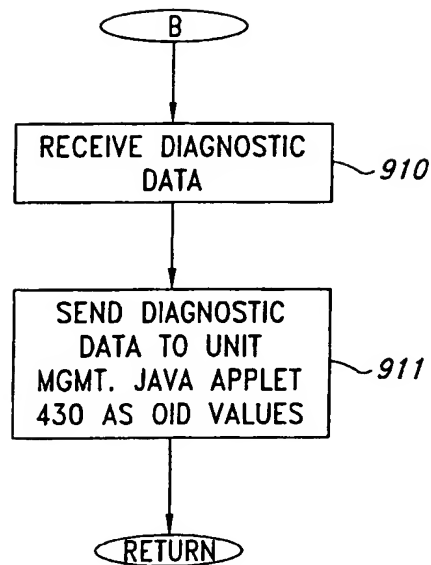 B
RECEIVE DIAGNOSTIC
DATA
910
SEND DIAGNOSTIC
DATA TO UNIT
MGMT. JAVA APPLET
430 AS OID VALUES
911
RETURN